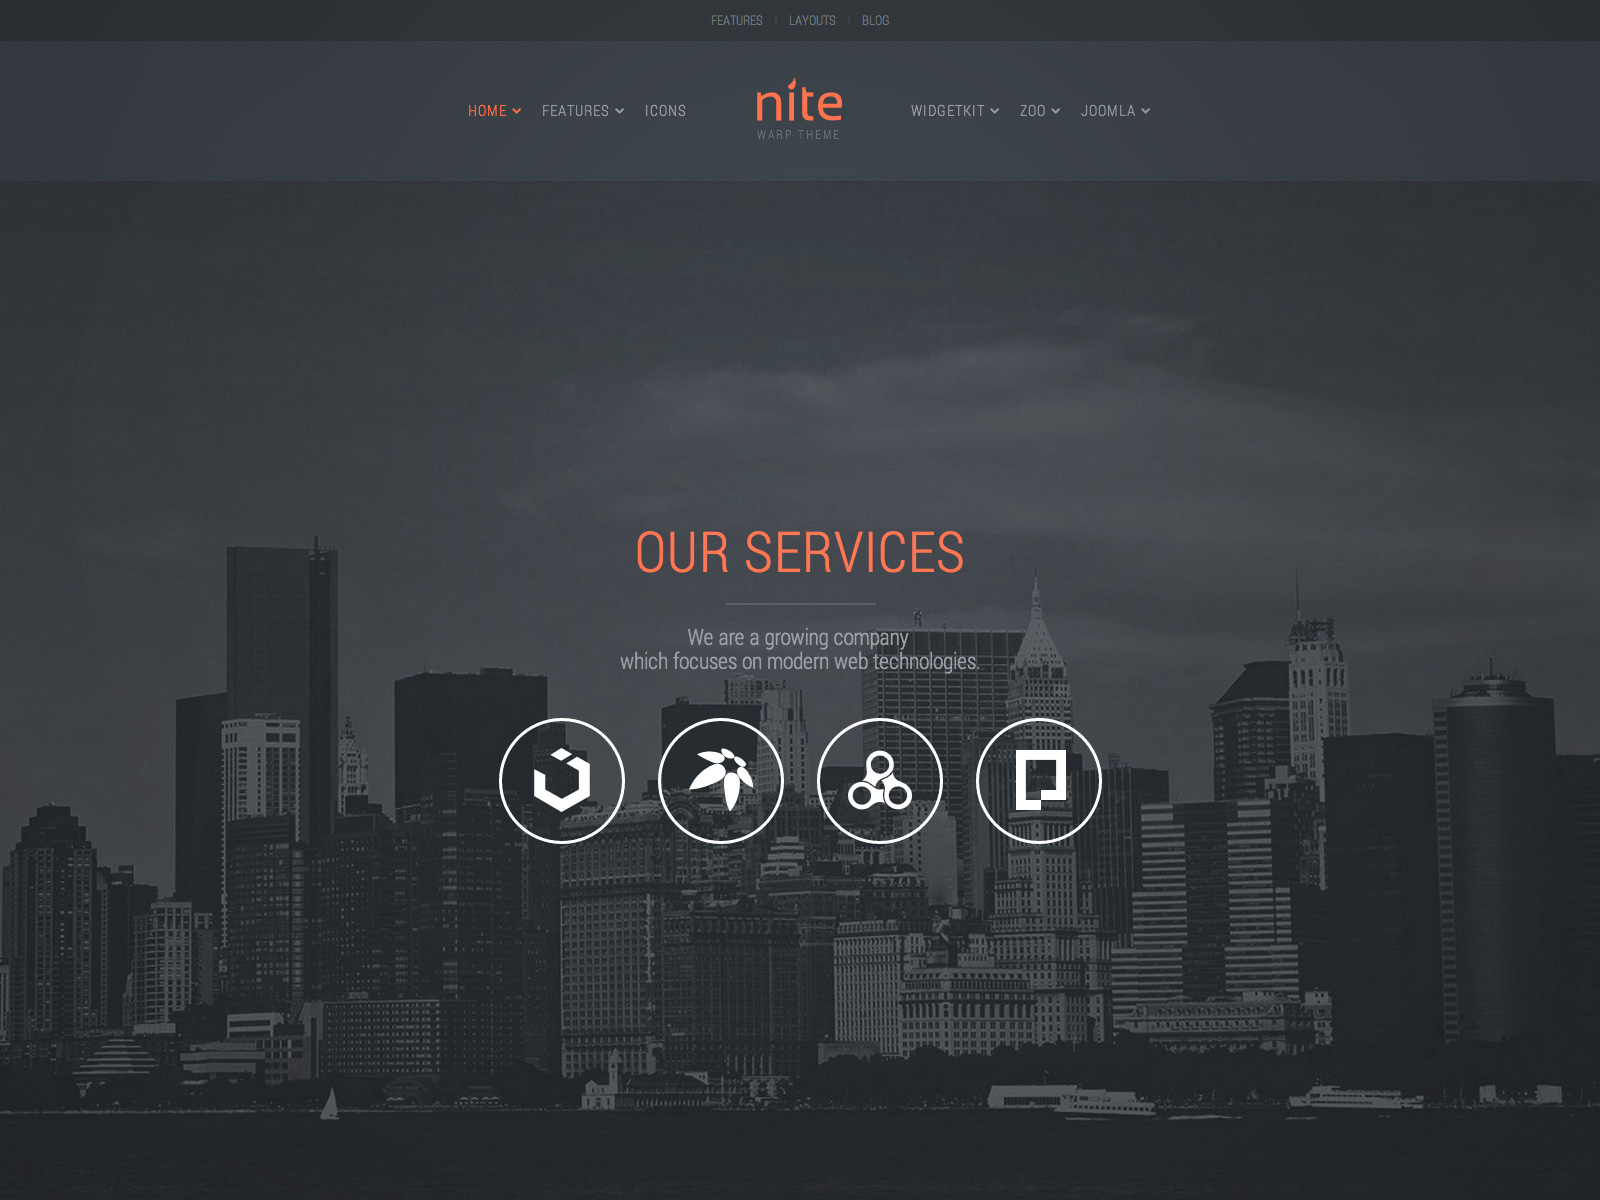 FEATURES | LAYOUTS | BLOG
HOME FEATURES ICONS
nite
WARP THEME
WIDGETKIT ZOO JOOMLA
OUR SERVICES
We are a growing company
which focuses on modern web technologies.